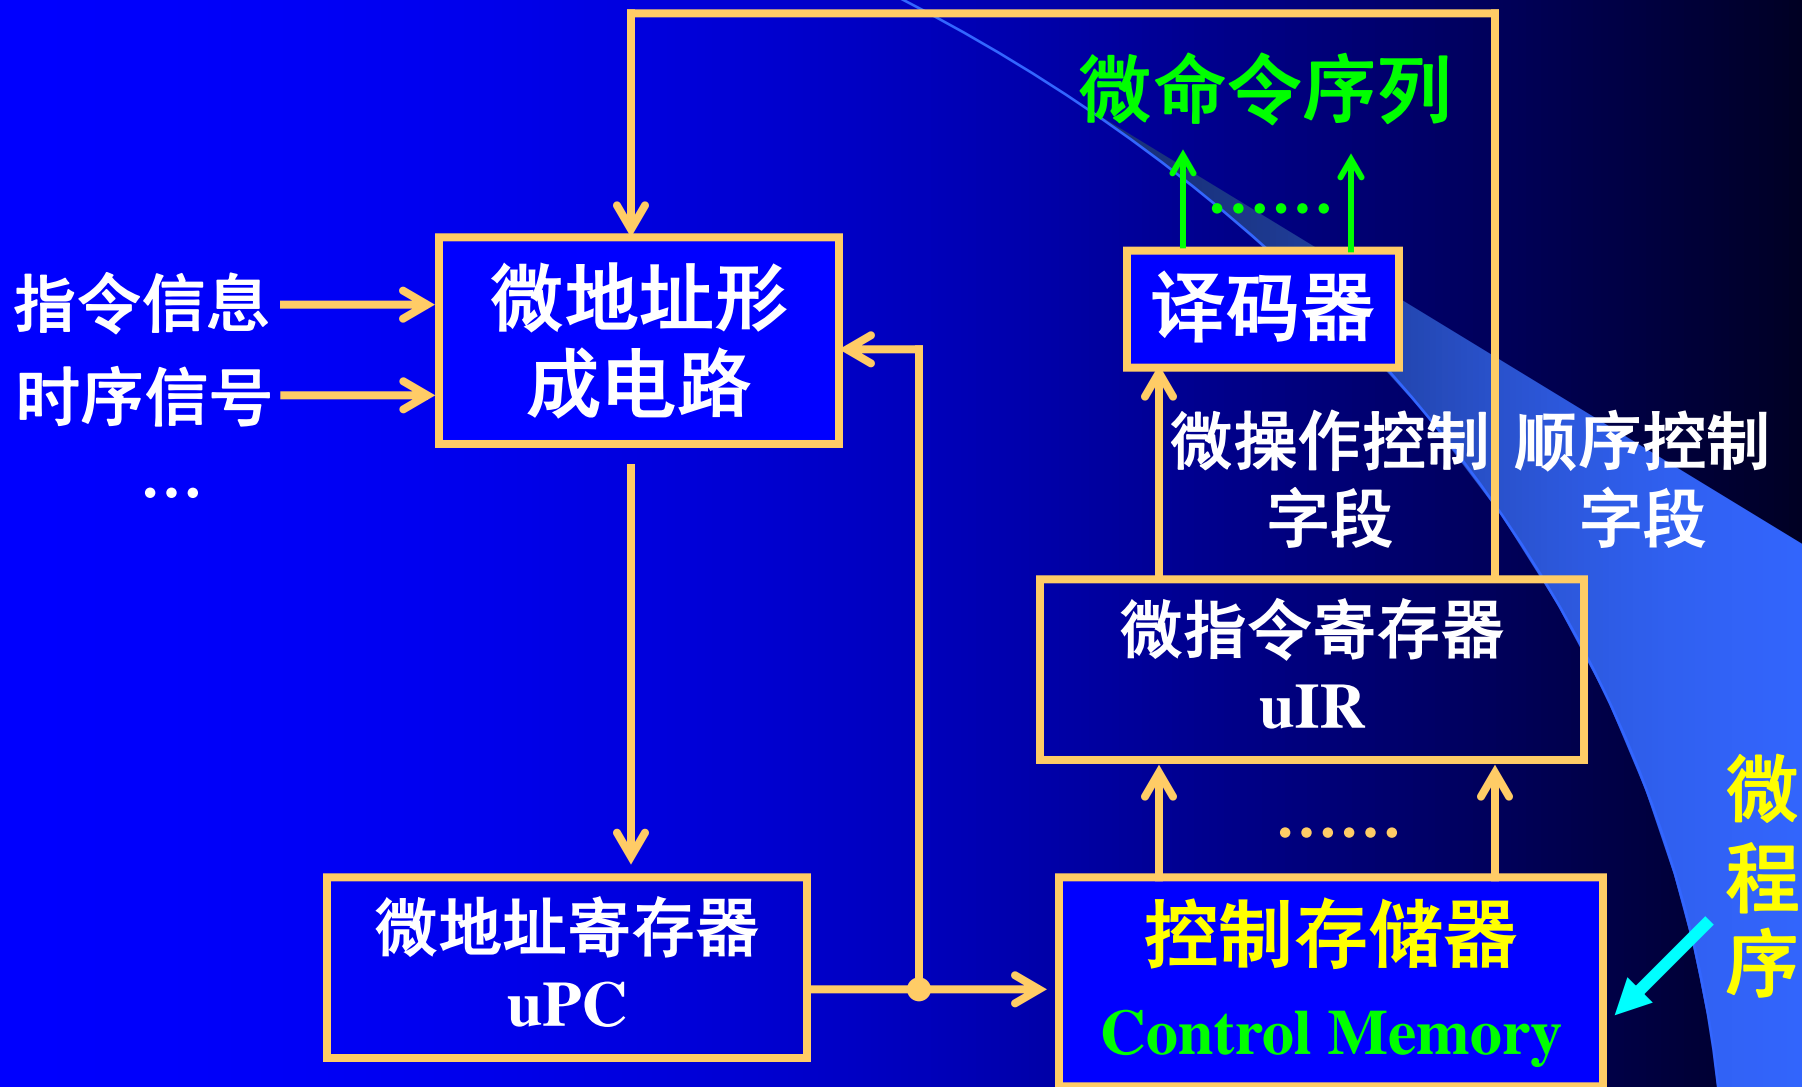 微命令序列
······
指令信息
时序信号
…
微地址形
成电路
译码器
微操作控制
字段
顺序控制
字段
微指令寄存器
uIR
······
微地址寄存器
uPC
控制存储器
Control Memory
微
程
序